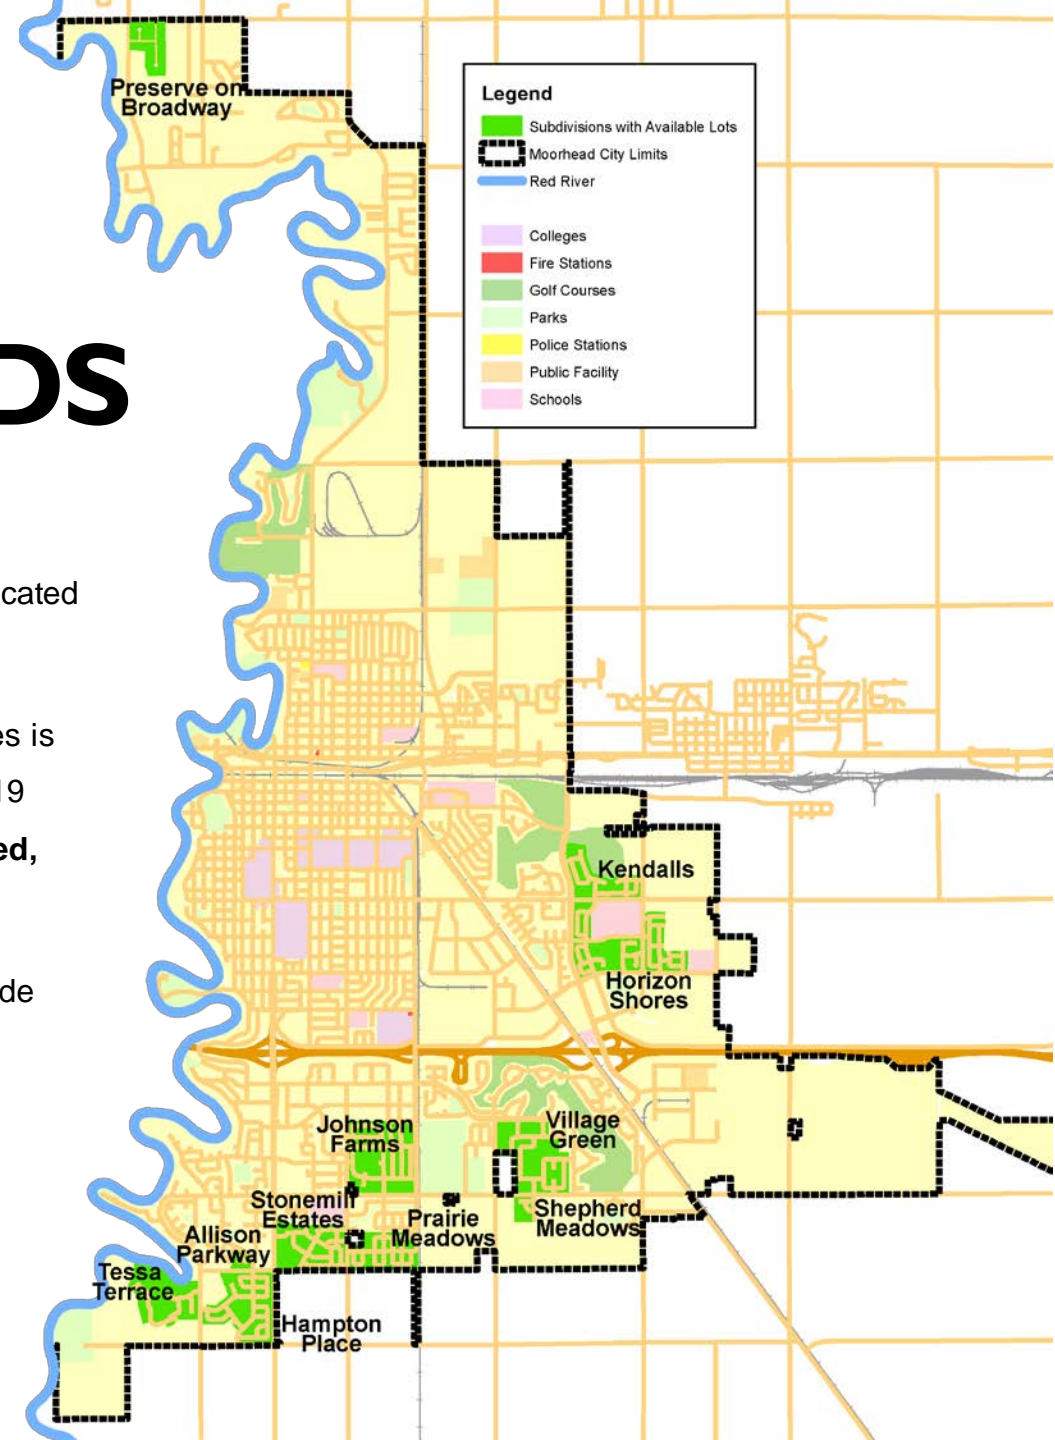 Preserve on
Broadway
Legend
Subdivisions with Available Lots
Moorhead City Limits
Red River
Colleges
Fire Stations
Golf Courses
Parks
Police Stations
Public Facility
Schools
DS
cated
es is
19
ed,
de
Kendalls
Horizon
Shores
Johnson
Farms
Village
Green
Stonemill
Estates
Prairie
Meadows
Shepherd
Meadows
Allison
Parkway
Tessa
Terrace
Hampton
Place